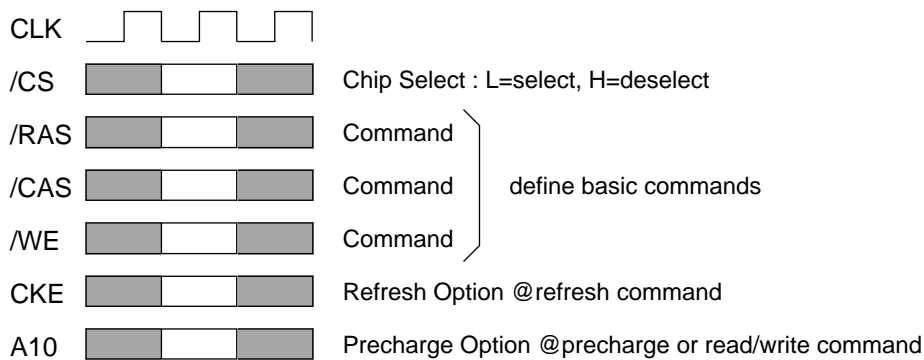 CLK
/CS Chip Select : L=select, H=deselect
/RAS Command
/CAS Command define basic commands
/WE Command
CKE Refresh Option @refresh command
A10 Precharge Option @precharge or read/write command